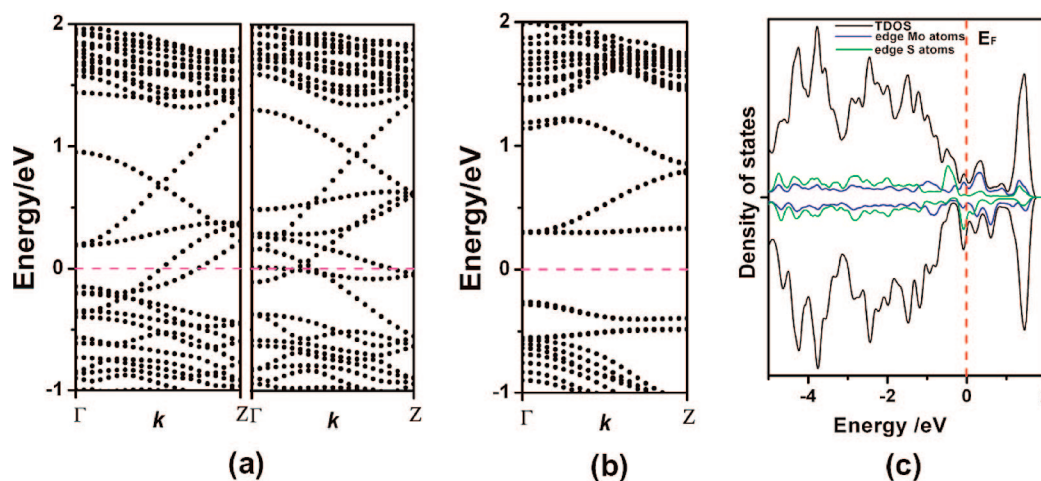 2
1
0
-1
Energy/eV
Γ
k
Z
Γ
k
Z
(a)
2
1
0
-1
Energy/eV
Γ
k
Z
(b)
TDOS
edge Mo atoms
edge S atoms
EF
Density of states
-4
-2
0
2
Energy /eV
(c)